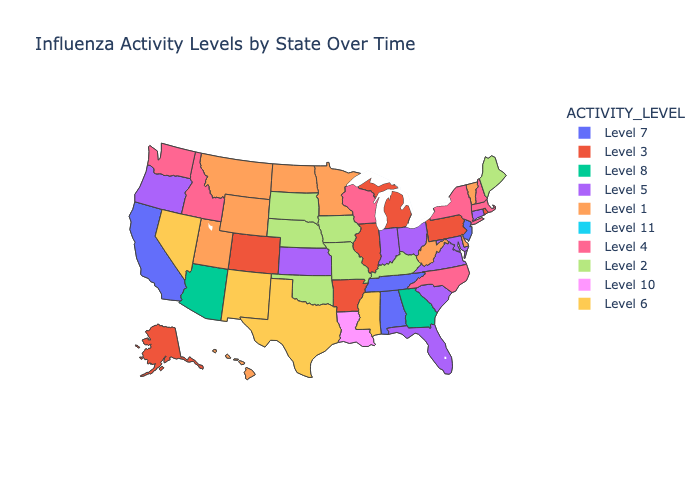 Influenza Activity Levels by State Over Time
ACTIVITY_LEVEL
Level 7
Level 3
Level 8
Level 5
Level 1
Level 11
Level 4
Level 2
Level 10
Level 6